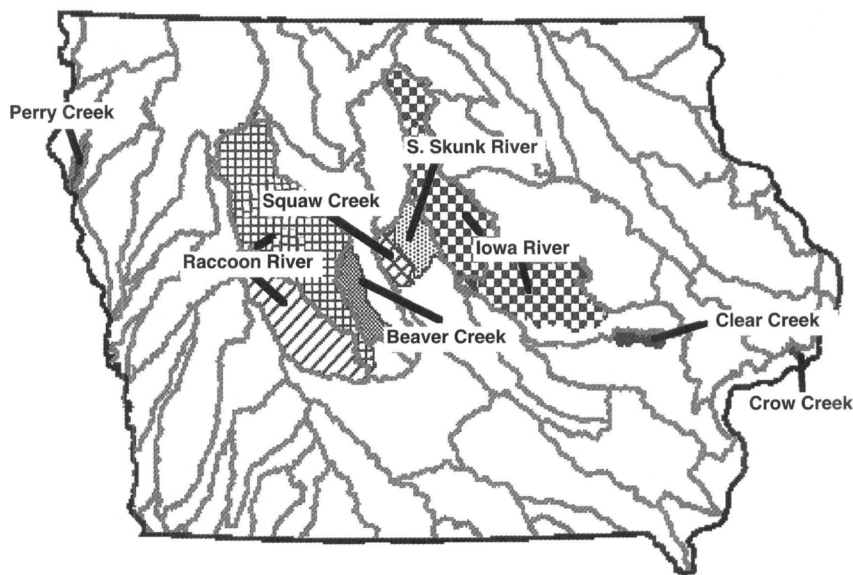 Perry Creek
S. Skunk River
Squaw Creek
Iowa River
Raccoon River
Clear Creek
Beaver Creek
Crow Creek